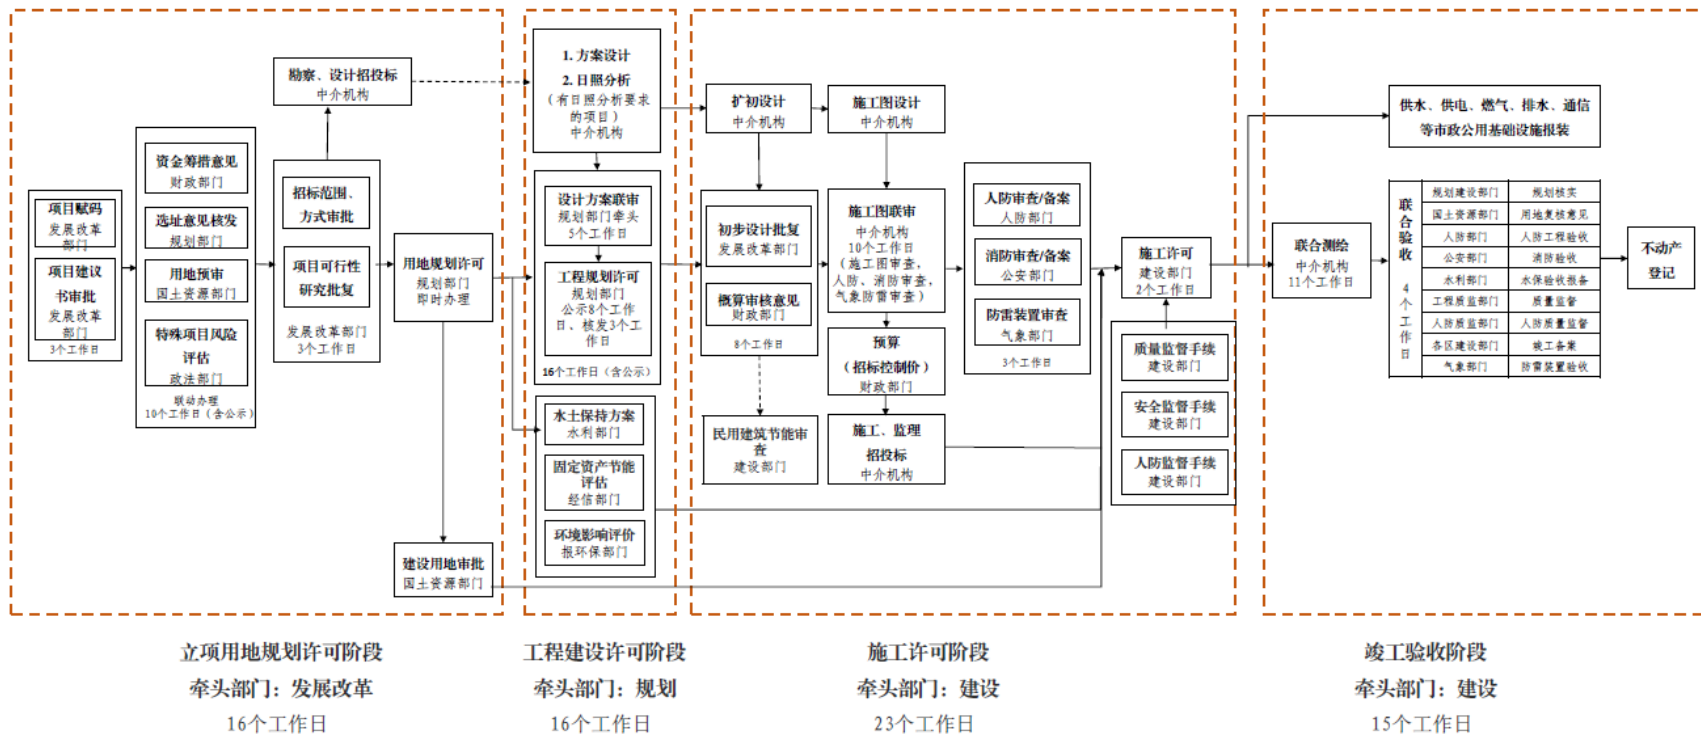 项目赋码
发展改革
部门
项目建议
书审批
发展改革
部门
3个工作日
资金筹措意见
财政部门
选址意见核发
规划部门
用地预审
国土资源部门
特殊项目风险
评估
政法部门
联动办理
10个工作日（含公示）
勘察、设计招投标
中介机构
招标范围、
方式审批
项目可行性
研究批复
发展改革部门
3个工作日
用地规划许可
规划部门
即时办理
建设用地审批
国土资源部门
1. 方案设计
2. 日照分析
（有日照分析要求
的项目）
中介机构
设计方案联审
规划部门牵头
5个工作日
工程规划许可
规划部门
公示8个工作
日、核发3个工
作日
16个工作日（含公示）
水土保持方案
水利部门
固定资产节能
评估
经信部门
环境影响评价
报环保部门
扩初设计
中介机构
初步设计批复
发展改革部门
概算审核意见
财政部门
8个工作日
民用建筑节能审
查
建设部门
施工图设计
中介机构
施工图联审
中介机构
10个工作日
（施工图审查，
人防、消防审查，
气象防雷审查）
预算
（招标控制价）
财政部门
施工、监理
招投标
中介机构
人防审查/备案
人防部门
消防审查/备案
公安部门
防雷装置审查
气象部门
3个工作日
施工许可
建设部门
2个工作日
质量监督手续
建设部门
安全监督手续
建设部门
人防监督手续
建设部门
供水、供电、燃气、排水、通信
等市政公用基础设施报装
联合测绘
中介机构
11个工作日
联合验收 4个工作日
规划建设部门 规划核实
国土资源部门 用地复核意见
人防部门 人防工程验收
公安部门 消防验收
水利部门 水保验收报备
工程质监部门 质量监督
人防质监部门 人防质量监督
各区建设部门 竣工备案
气象部门 防雷装置验收
不动产
登记
立项用地规划许可阶段
牵头部门：发展改革
16个工作日
工程建设许可阶段
牵头部门：规划
16个工作日
施工许可阶段
牵头部门：建设
23个工作日
竣工验收阶段
牵头部门：建设
15个工作日